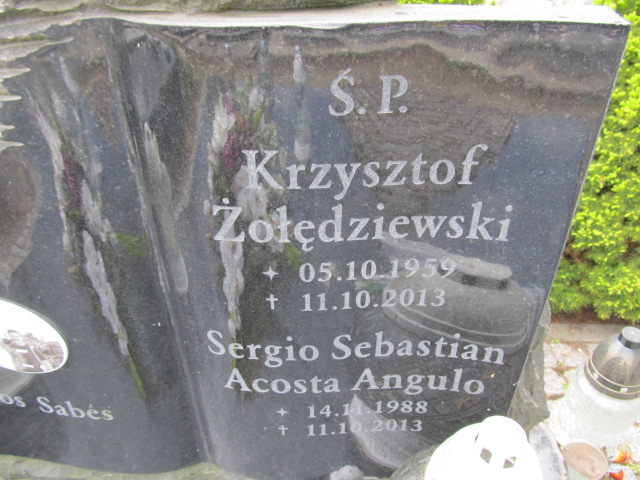 Ś. P.
Krzysztof
Żołędziewski
✦ 05.10.1959
† 11.10.2013
Sergio Sebastian
Acosta Angulo
✦ 14.11.1988
† 11.10.2013
Sabés